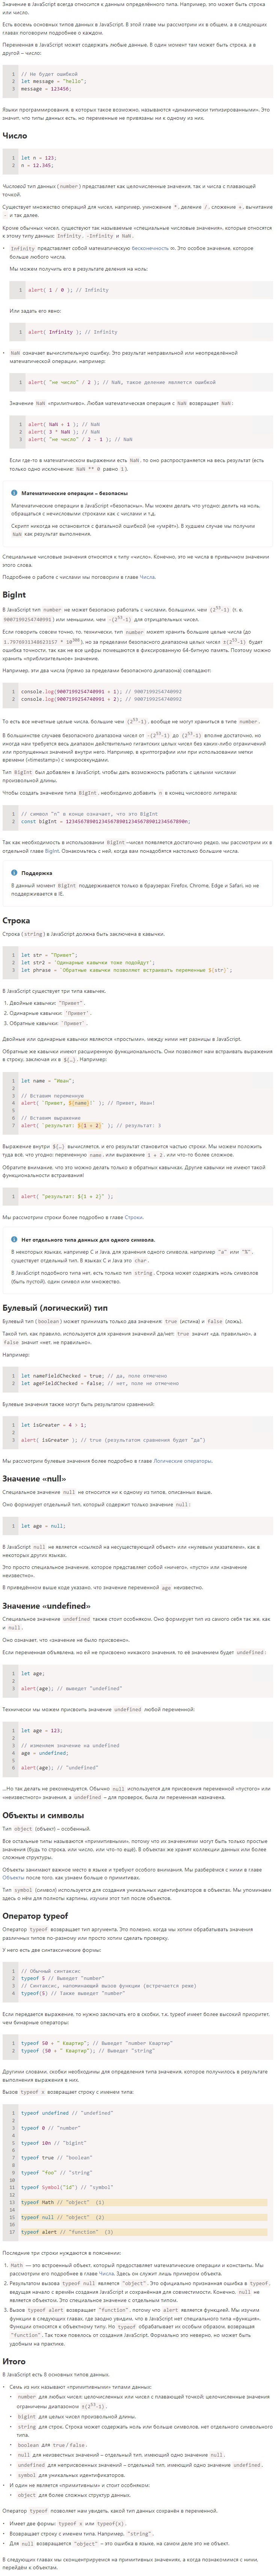 Значение в JavaScript всегда относится к данным определённого типа. Например, это может быть строка
или число.
Есть восемь основных типов данных в JavaScript. В этой главе мы рассмотрим их в общем, а в следующих
главах поговорим подробнее о каждом.
Переменная в JavaScript может содержать любые данные. В один момент там может быть строка, а в
другой – число:
1 // Не будет ошибкой
2 let message = "hello";
3 message = 123456;
Языки программирования, в которых такое возможно, называются «динамически типизированными». Это
значит, что типы данных есть, но переменные не привязаны ни к одному из них.
Число
1 let n = 123;
2 n = 12.345;
Числовой тип данных (number) представляет как целочисленные значения, так и числа с плавающей
точкой.
Существует множество операций для чисел, например, умножение *, деление /, сложение +, вычитание
- и так далее.
Кроме обычных чисел, существуют так называемые «специальные числовые значения», которые относятся
к этому типу данных: Infinity, -Infinity и NaN.
• Infinity представляет собой математическую бесконечность ∞. Это особое значение, которое
больше любого числа.
Мы можем получить его в результате деления на ноль:
1 alert( 1 / 0 ); // Infinity
Или задать его явно:
1 alert( Infinity ); // Infinity
• NaN означает вычислительную ошибку. Это результат неправильной или неопределённой
математической операции, например:
1 alert( "не число" / 2 ); // NaN, такое деление является ошибкой
Значение NaN «прилипчиво». Любая математическая операция с NaN возвращает NaN:
1 alert( NaN + 1 ); // NaN
2 alert( 3 * NaN ); // NaN
3 alert( "не число" / 2 - 1 ); // NaN
Если где-то в математическом выражении есть NaN, то оно распространяется на весь результат (есть
только одно исключение: NaN ** 0 равно 1).
Математические операции – безопасны
Математические операции в JavaScript «безопасны». Мы можем делать что угодно: делить на ноль,
обращаться с нечисловыми строками как с числами и т.д.
Скрипт никогда не остановится с фатальной ошибкой (не «умрёт»). В худшем случае мы получим
NaN как результат выполнения.
Специальные числовые значения относятся к типу «число». Конечно, это не числа в привычном значении
этого слова.
Подробнее о работе с числами мы поговорим в главе Числа.
BigInt
В JavaScript тип number не может безопасно работать с числами, большими, чем (2⁵³-1) (т. е.
9007199254740991) или меньшими, чем -(2⁵³-1) для отрицательных чисел.
Если говорить совсем точно, то, технически, тип number может хранить большие целые числа (до
1.7976931348623157 * 10³⁰⁸), но за пределами безопасного диапазона целых чисел ±(2⁵³-1) будет
ошибка точности, так как не все цифры помещаются в фиксированную 64-битную память. Поэтому можно
хранить «приблизительное» значение.
Например, эти два числа (прямо за пределами безопасного диапазона) совпадают:
1 console.log(9007199254740991 + 1); // 9007199254740992
2 console.log(9007199254740991 + 2); // 9007199254740992
То есть все нечетные целые числа, большие чем (2⁵³-1), вообще не могут храниться в типе number.
В большинстве случаев безопасного диапазона чисел от -(2⁵³-1) до (2⁵³-1) вполне достаточно, но
иногда нам требуется весь диапазон действительно гигантских целых чисел без каких-либо ограничений
или пропущенных значений внутри него. Например, в криптографии или при использовании метки
времени («timestamp») с микросекундами.
Тип BigInt был добавлен в JavaScript, чтобы дать возможность работать с целыми числами
произвольной длины.
Чтобы создать значение типа BigInt, необходимо добавить n в конец числового литерала:
1 // символ "n" в конце означает, что это BigInt
2 const bigInt = 1234567890123456789012345678901234567890n;
Так как необходимость в использовании BigInt –чисел появляется достаточно редко, мы рассмотрим их в
отдельной главе BigInt. Ознакомьтесь с ней, когда вам понадобятся настолько большие числа.
Поддержка
В данный момент BigInt поддерживается только в браузерах Firefox, Chrome, Edge и Safari, но не
поддерживается в IE.
Строка
Строка (string) в JavaScript должна быть заключена в кавычки.
1 let str = "Привет";
2 let str2 = 'Одинарные кавычки тоже подойдут';
3 let phrase = `Обратные кавычки позволяют встраивать переменные ${str}`;
В JavaScript существует три типа кавычек.
1. Двойные кавычки: "Привет".
2. Одинарные кавычки: 'Привет'.
3. Обратные кавычки: `Привет`.
Двойные или одинарные кавычки являются «простыми», между ними нет разницы в JavaScript.
Обратные же кавычки имеют расширенную функциональность. Они позволяют нам встраивать выражения
в строку, заключая их в ${…}. Например:
1 let name = "Иван";
2
3 // Вставим переменную
4 alert( `Привет, ${name}!` ); // Привет, Иван!
5
6 // Вставим выражение
7 alert( `результат: ${1 + 2}` ); // результат: 3
Выражение внутри ${…} вычисляется, и его результат становится частью строки. Мы можем положить
туда всё, что угодно: переменную name, или выражение 1 + 2, или что-то более сложное.
Обратите внимание, что это можно делать только в обратных кавычках. Другие кавычки не имеют такой
функциональности встраивания!
1 alert( "результат: ${1 + 2}" );
Мы рассмотрим строки более подробно в главе Строки.
Нет отдельного типа данных для одного символа.
В некоторых языках, например C и Java, для хранения одного символа, например "a" или "%",
существует отдельный тип. В языках C и Java это char.
В JavaScript подобного типа нет, есть только тип string. Строка может содержать ноль символов
(быть пустой), один символ или множество.
Булевый (логический) тип
Булевый тип (boolean) может принимать только два значения: true (истина) и false (ложь).
Такой тип, как правило, используется для хранения значений да/нет: true значит «да, правильно», а
false значит «нет, не правильно».
Например:
1 let nameFieldChecked = true; // да, поле отмечено
2 let ageFieldChecked = false; // нет, поле не отмечено
Булевые значения также могут быть результатом сравнений:
1 let isGreater = 4 > 1;
2
3 alert( isGreater ); // true (результатом сравнения будет "да")
Мы рассмотрим булевые значения более подробно в главе Логические операторы.
Значение «null»
Специальное значение null не относится ни к одному из типов, описанных выше.
Оно формирует отдельный тип, который содержит только значение null:
1 let age = null;
В JavaScript null не является «ссылкой на несуществующий объект» или «нулевым указателем», как в
некоторых других языках.
Это просто специальное значение, которое представляет собой «ничего», «пусто» или «значение
неизвестно».
В приведённом выше коде указано, что значение переменной age неизвестно.
Значение «undefined»
Специальное значение undefined также стоит особняком. Оно формирует тип из самого себя так же, как
и null.
Оно означает, что «значение не было присвоено».
Если переменная объявлена, но ей не присвоено никакого значения, то её значением будет undefined:
1 let age;
2
3 alert(age); // выведет "undefined"
Технически мы можем присвоить значение undefined любой переменной:
1 let age = 123;
2
3 // изменяем значение на undefined
4 age = undefined;
5
6 alert(age); // "undefined"
…Но так делать не рекомендуется. Обычно null используется для присвоения переменной «пустого» или
«неизвестного» значения, а undefined – для проверок, была ли переменная назначена.
Объекты и символы
Тип object (объект) – особенный.
Все остальные типы называются «примитивными», потому что их значениями могут быть только простые
значения (будь то строка, или число, или что-то ещё). В объектах же хранят коллекции данных или более
сложные структуры.
Объекты занимают важное место в языке и требуют особого внимания. Мы разберёмся с ними в главе
Объекты после того, как узнаем больше о примитивах.
Тип symbol (символ) используется для создания уникальных идентификаторов в объектах. Мы упоминаем
здесь о нём для полноты картины, изучим этот тип после объектов.
Оператор typeof
Оператор typeof возвращает тип аргумента. Это полезно, когда мы хотим обрабатывать значения
различных типов по-разному или просто хотим сделать проверку.
У него есть две синтаксические формы:
1 // Обычный синтаксис
2 typeof 5 // Выведет "number"
3 // Синтаксис, напоминающий вызов функции (встречается реже)
4 typeof(5) // Также выведет "number"
Если передается выражение, то нужно заключать его в скобки, т.к. typeof имеет более высокий приоритет,
чем бинарные операторы:
1 typeof 50 + " Квартир"; // Выведет "number Квартир"
2 typeof (50 + " Квартир"); // Выведет "string"
Другими словами, скобки необходимы для определения типа значения, которое получилось в результате
выполнения выражения в них.
Вызов typeof x возвращает строку с именем типа:
1 typeof undefined // "undefined"
2
3 typeof 0 // "number"
4
5 typeof 10n // "bigint"
6
7 typeof true // "boolean"
8
9 typeof "foo" // "string"
10
11 typeof Symbol("id") // "symbol"
12
13 typeof Math // "object" (1)
14
15 typeof null // "object" (2)
16
17 typeof alert // "function" (3)
Последние три строки нуждаются в пояснении:
1. Math — это встроенный объект, который предоставляет математические операции и константы. Мы
рассмотрим его подробнее в главе Числа. Здесь он служит лишь примером объекта.
2. Результатом вызова typeof null является "object". Это официально признанная ошибка в typeof,
ведущая начало с времён создания JavaScript и сохранённая для совместимости. Конечно, null не
является объектом. Это специальное значение с отдельным типом.
3. Вызов typeof alert возвращает "function", потому что alert является функцией. Мы изучим
функции в следующих главах, где заодно увидим, что в JavaScript нет специального типа «функция».
Функции относятся к объектному типу. Но typeof обрабатывает их особым образом, возвращая
"function". Так тоже повелось от создания JavaScript. Формально это неверно, но может быть
удобным на практике.
Итого
В JavaScript есть 8 основных типов данных.
• Семь из них называют «примитивными» типами данных:
• number для любых чисел: целочисленных или чисел с плавающей точкой; целочисленные значения
ограничены диапазоном ±(2⁵³-1).
• bigint для целых чисел произвольной длины.
• string для строк. Строка может содержать ноль или больше символов, нет отдельного символьного
типа.
• boolean для true/false.
• null для неизвестных значений – отдельный тип, имеющий одно значение null.
• undefined для неприсвоенных значений – отдельный тип, имеющий одно значение undefined.
• symbol для уникальных идентификаторов.
• И один не является «примитивным» и стоит особняком:
• object для более сложных структур данных.
Оператор typeof позволяет нам увидеть, какой тип данных сохранён в переменной.
• Имеет две формы: typeof x или typeof(x).
• Возвращает строку с именем типа. Например, "string".
• Для null возвращается "object" – это ошибка в языке, на самом деле это не объект.
В следующих главах мы сконцентрируемся на примитивных значениях, а когда познакомимся с ними,
перейдём к объектам.